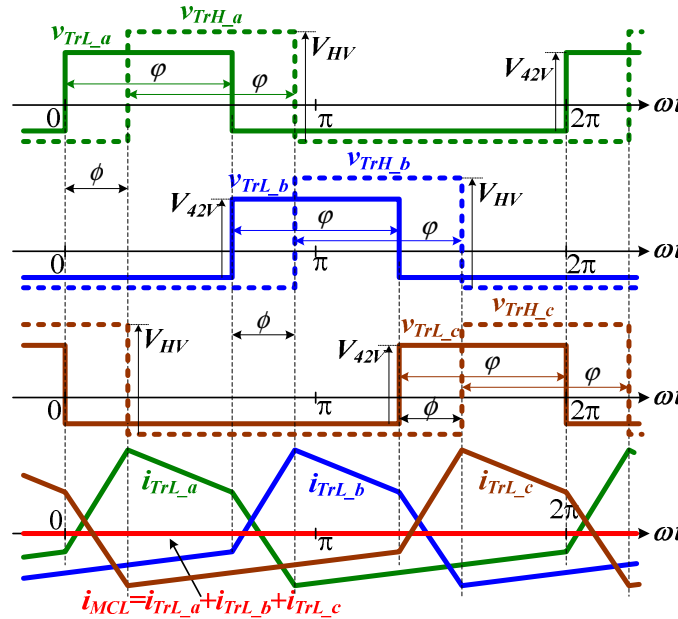 v_TrH_a
v_TrL_a
V_HV
V_42V
φ
φ
0
π
2π
ωt
ϕ
v_TrH_b
v_TrL_b
V_42V
V_HV
φ
φ
0
π
2π
ωt
ϕ
v_TrL_c
v_TrH_c
V_HV
V_42V
φ
φ
0
π
2π
ωt
ϕ
i_TrL_a
i_TrL_b
i_TrL_c
0
π
2π
ωt
i_MCL=i_TrL_a+i_TrL_b+i_TrL_c